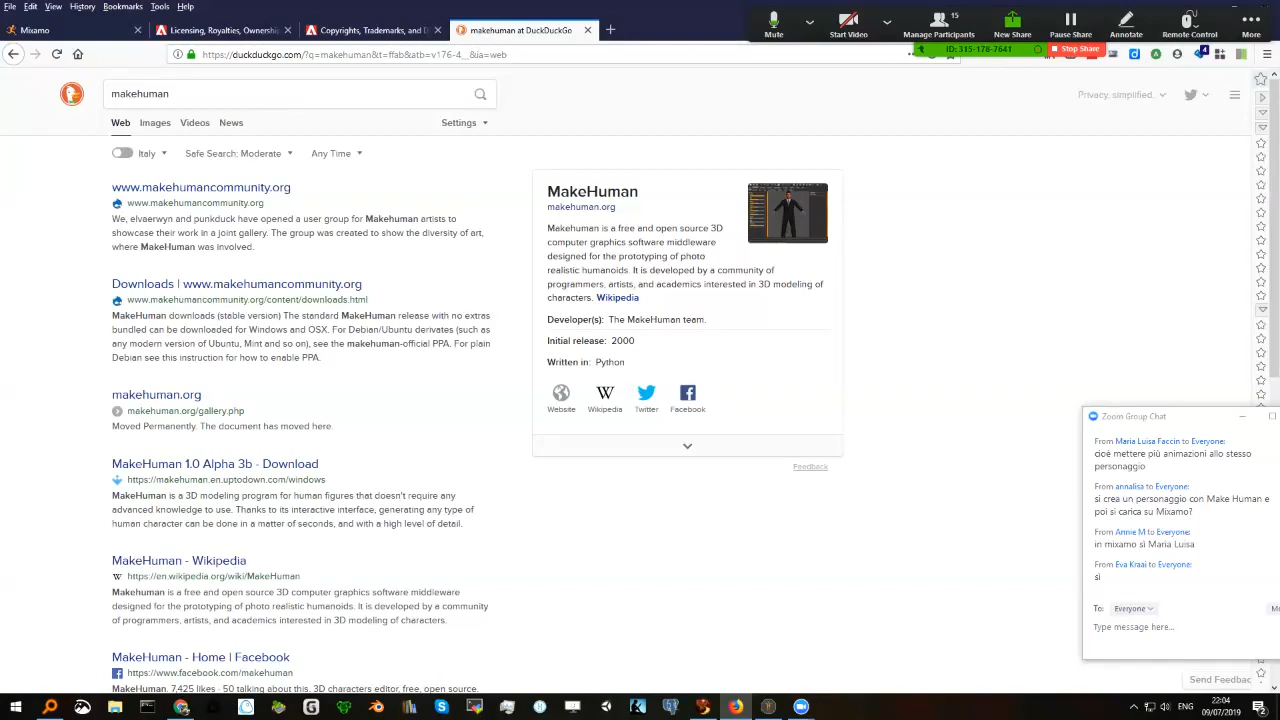 File Edit View History Bookmarks Tools Help
Mixamo
Licensing, Royalties, Ownership
Copyrights, Trademarks, and D
makehuman at DuckDuckGo
Mute
Start Video
15
Manage Participants
New Share
Pause Share
Annotate
Remote Control
More
https://duckduckgo.com/?q=makehuman&t=ffab&atb=v176-4__&ia=web
ID: 315-178-7641
Stop Share
4
makehuman
Privacy, simplified.
Web Images Videos News
Settings
Italy
Safe Search: Moderate
Any Time
www.makehumancommunity.org
www.makehumancommunity.org
We, elvaerwyn and punkduck have opened a user group for Makehuman artists to
showcase their work in a joint gallery. The group was created to show the diversity of art,
where MakeHuman was involved.
Downloads | www.makehumancommunity.org
www.makehumancommunity.org/content/downloads.html
MakeHuman downloads (stable version) The standard MakeHuman release with no extras
bundled can be downloaded for Windows and OSX. For Debian/Ubuntu derivates (such as
any modern version of Ubuntu, Mint and so on), see the makehuman-official PPA. For plain
Debian see this instruction for how to enable PPA.
makehuman.org
makehuman.org/gallery.php
Moved Permanently. The document has moved here.
MakeHuman 1.0 Alpha 3b - Download
https://makehuman.en.uptodown.com/windows
MakeHuman is a 3D modeling program for human figures that doesn't require any
advanced knowledge to use. Thanks to its interactive interface, generating any type of
human character can be done in a matter of seconds, and with a high level of detail.
MakeHuman - Wikipedia
https://en.wikipedia.org/wiki/MakeHuman
Makehuman is a free and open source 3D computer graphics software middleware
designed for the prototyping of photo realistic humanoids. It is developed by a community
of programmers, artists, and academics interested in 3D modeling of characters.
MakeHuman - Home | Facebook
https://www.facebook.com/makehuman
MakeHuman. 7,425 likes · 50 talking about this. 3D characters editor, free, open source.
MakeHuman
makehuman.org
Makehuman is a free and open source 3D
computer graphics software middleware
designed for the prototyping of photo
realistic humanoids. It is developed by a community of
programmers, artists, and academics interested in 3D modeling of
characters. Wikipedia
Developer(s): The MakeHuman team.
Initial release: 2000
Written in: Python
Website
Wikipedia
Twitter
Facebook
Feedback
Zoom Group Chat
From Maria Luisa Faccin to Everyone:
cioè mettere più animazioni allo stesso
personaggio
From annalisa to Everyone:
si crea un personaggio con Make Human e
poi si carica su Mixamo?
From Annie M to Everyone:
in mixamo sì Maria Luisa
From Eva Kraai to Everyone:
sì
To: Everyone
Type message here...
Send Feedback
ENG
22:04
09/07/2019